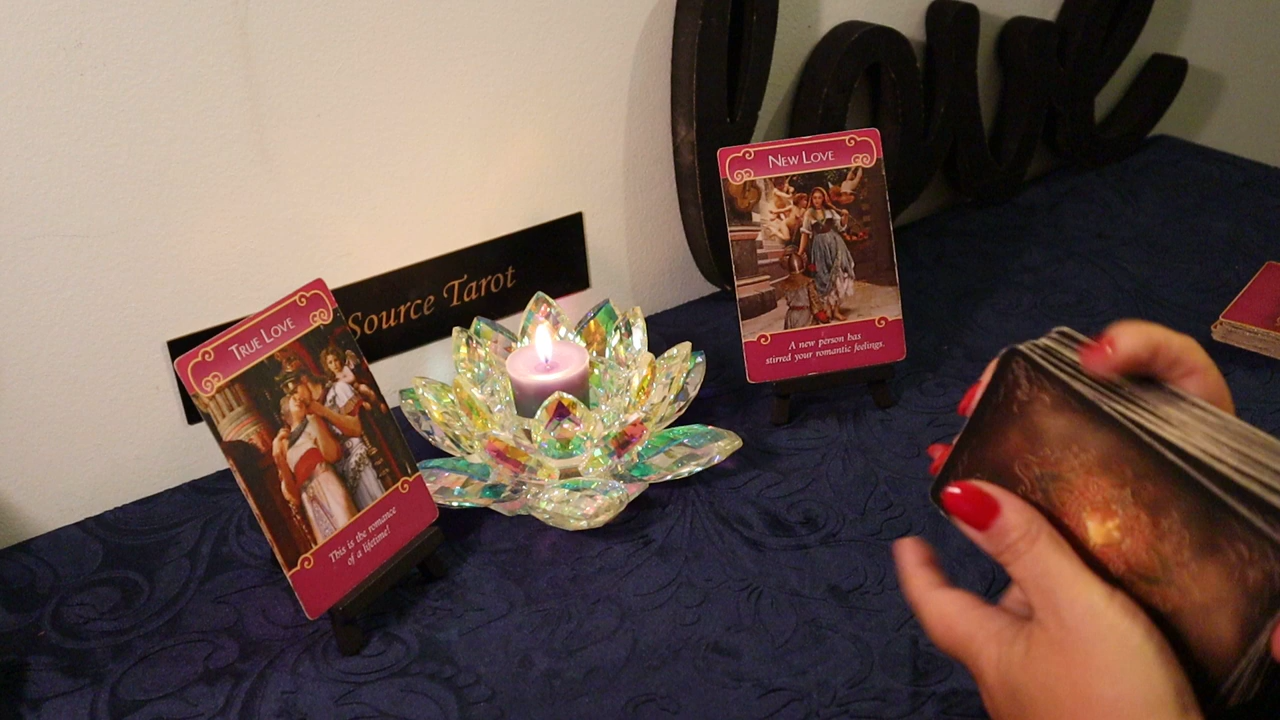 love
NEW LOVE
A new person has
stirred your romantic feelings.
Source Tarot
TRUE LOVE
This is the romance
of a lifetime!